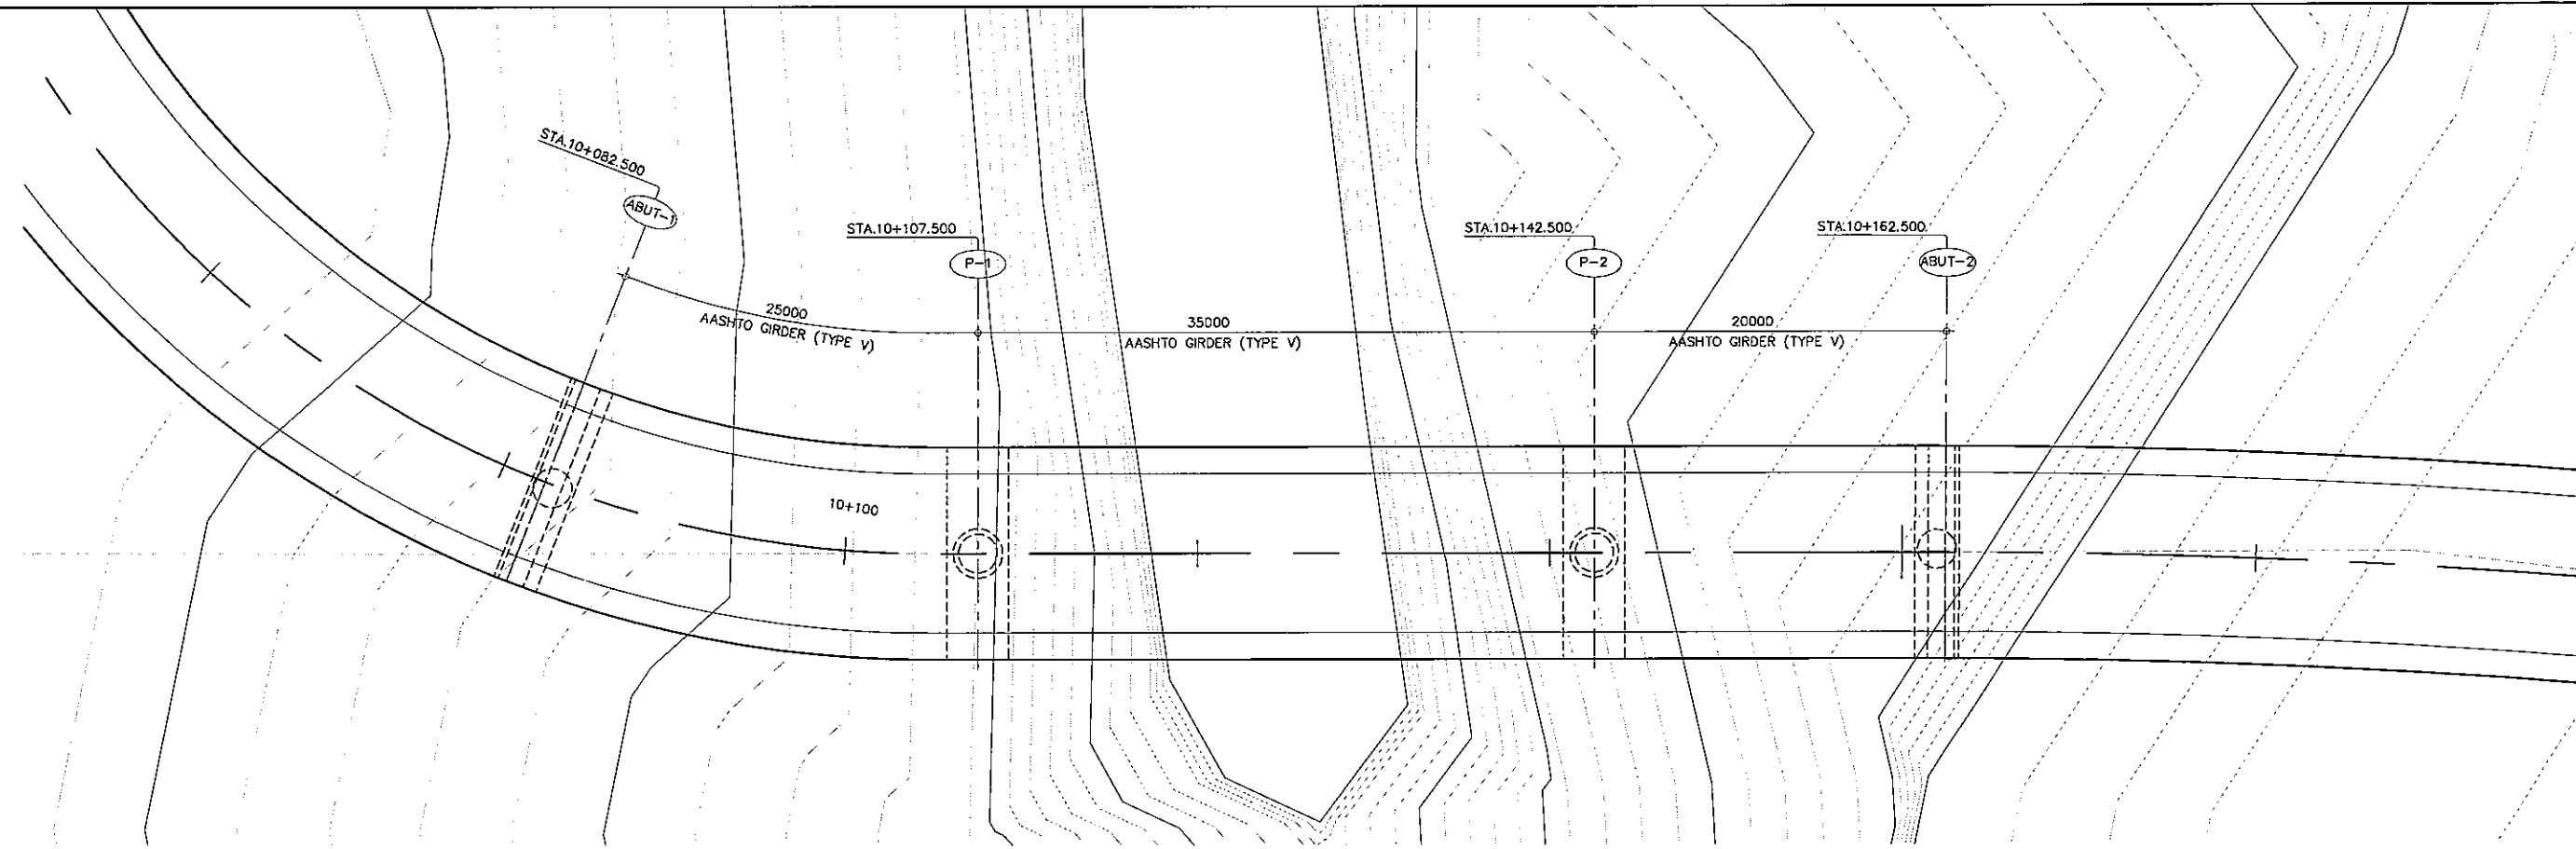 STA.10+082.500
ABUT-1
STA.10+107.500
P-1
STA.10+142.500
P-2
STA.10+162.500
ABUT-2
25000
AASHTO GIRDER (TYPE V)
35000
AASHTO GIRDER (TYPE V)
20000
AASHTO GIRDER (TYPE V)
10+100